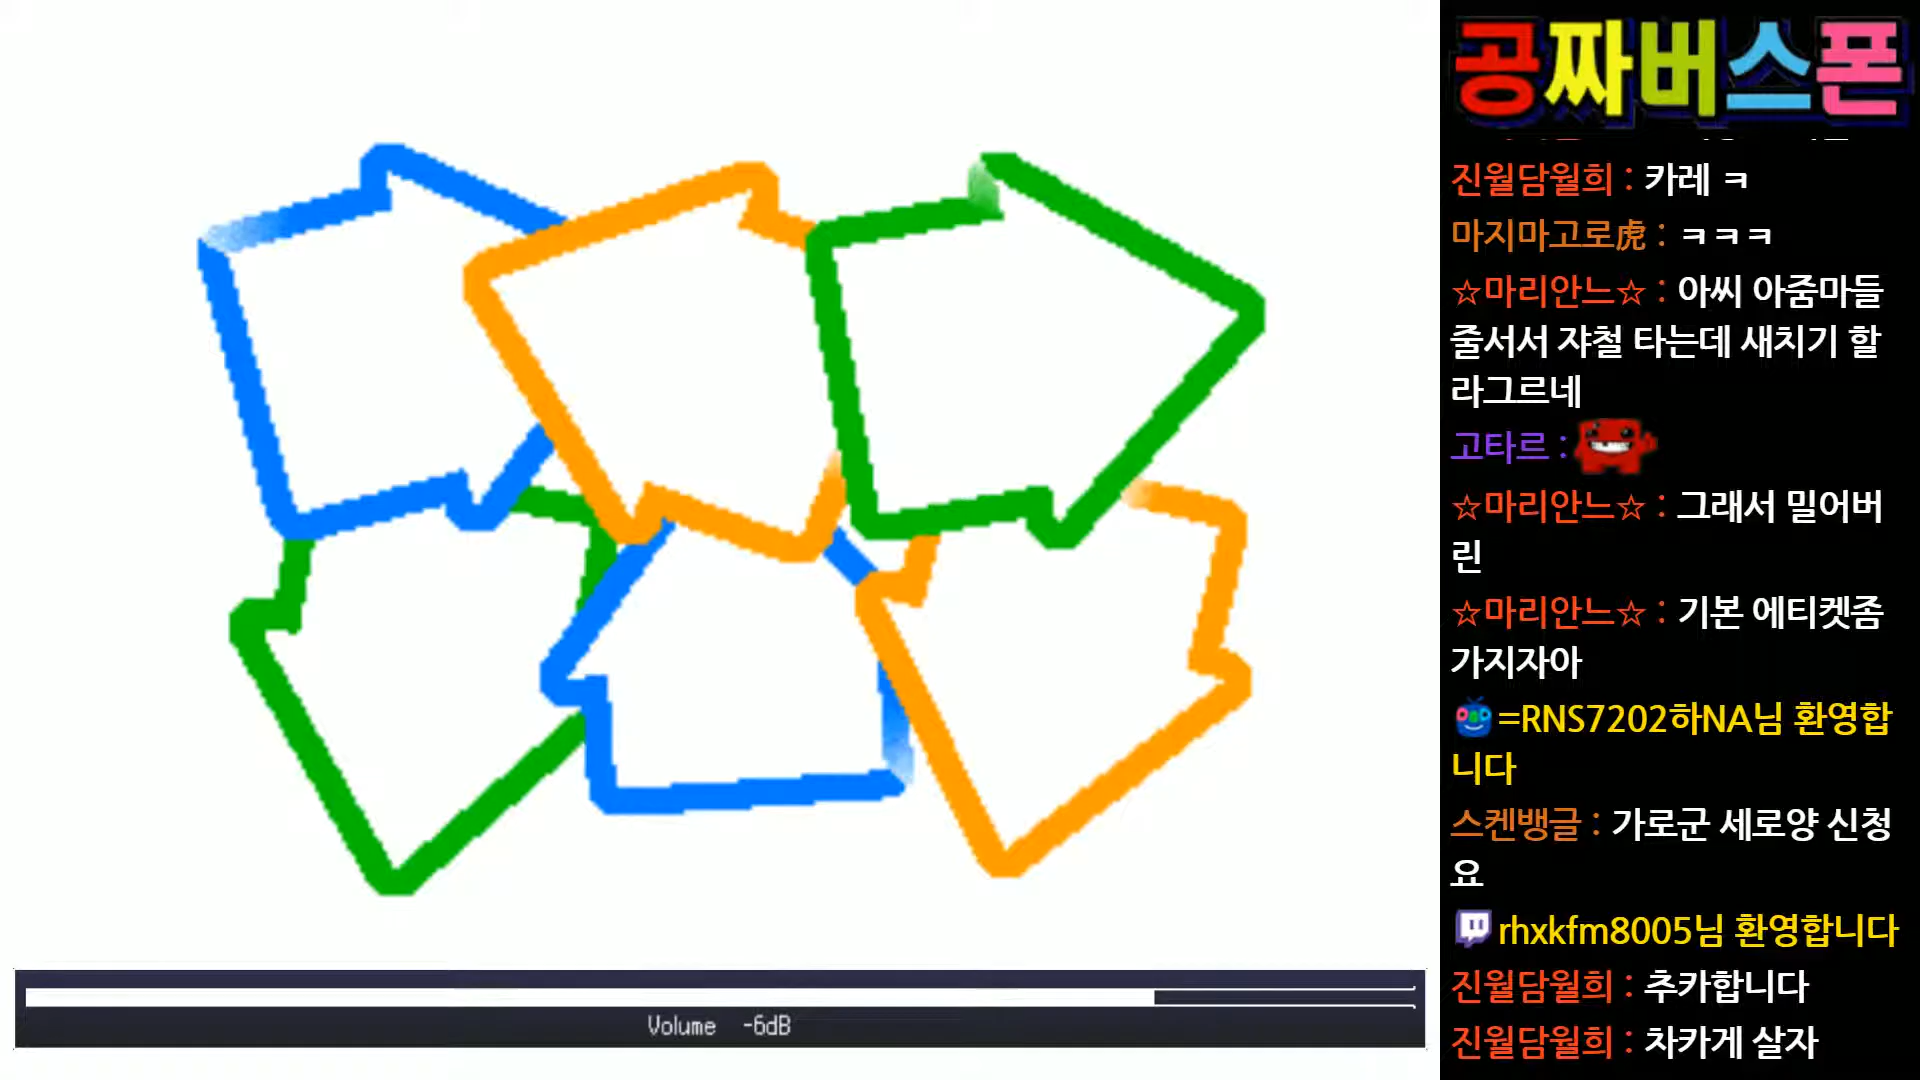 공짜버스폰
진월담월희 : 카레 ㅋ
마지마고로虎 : ㅋㅋㅋ
☆마리안느☆ : 아씨 아줌마들
줄서서 쟈철 타는데 새치기 할
라그르네
고타르 :
☆마리안느☆ : 그래서 밀어버
린
☆마리안느☆ : 기본 에티켓좀
가지자아
=RNS7202하NA님 환영합
니다
스켄뱅글 : 가로군 세로양 신청
요
rhxkfm8005님 환영합니다
진월담월희 : 추카합니다
진월담월희 : 차카게 살자
Volume -6dB